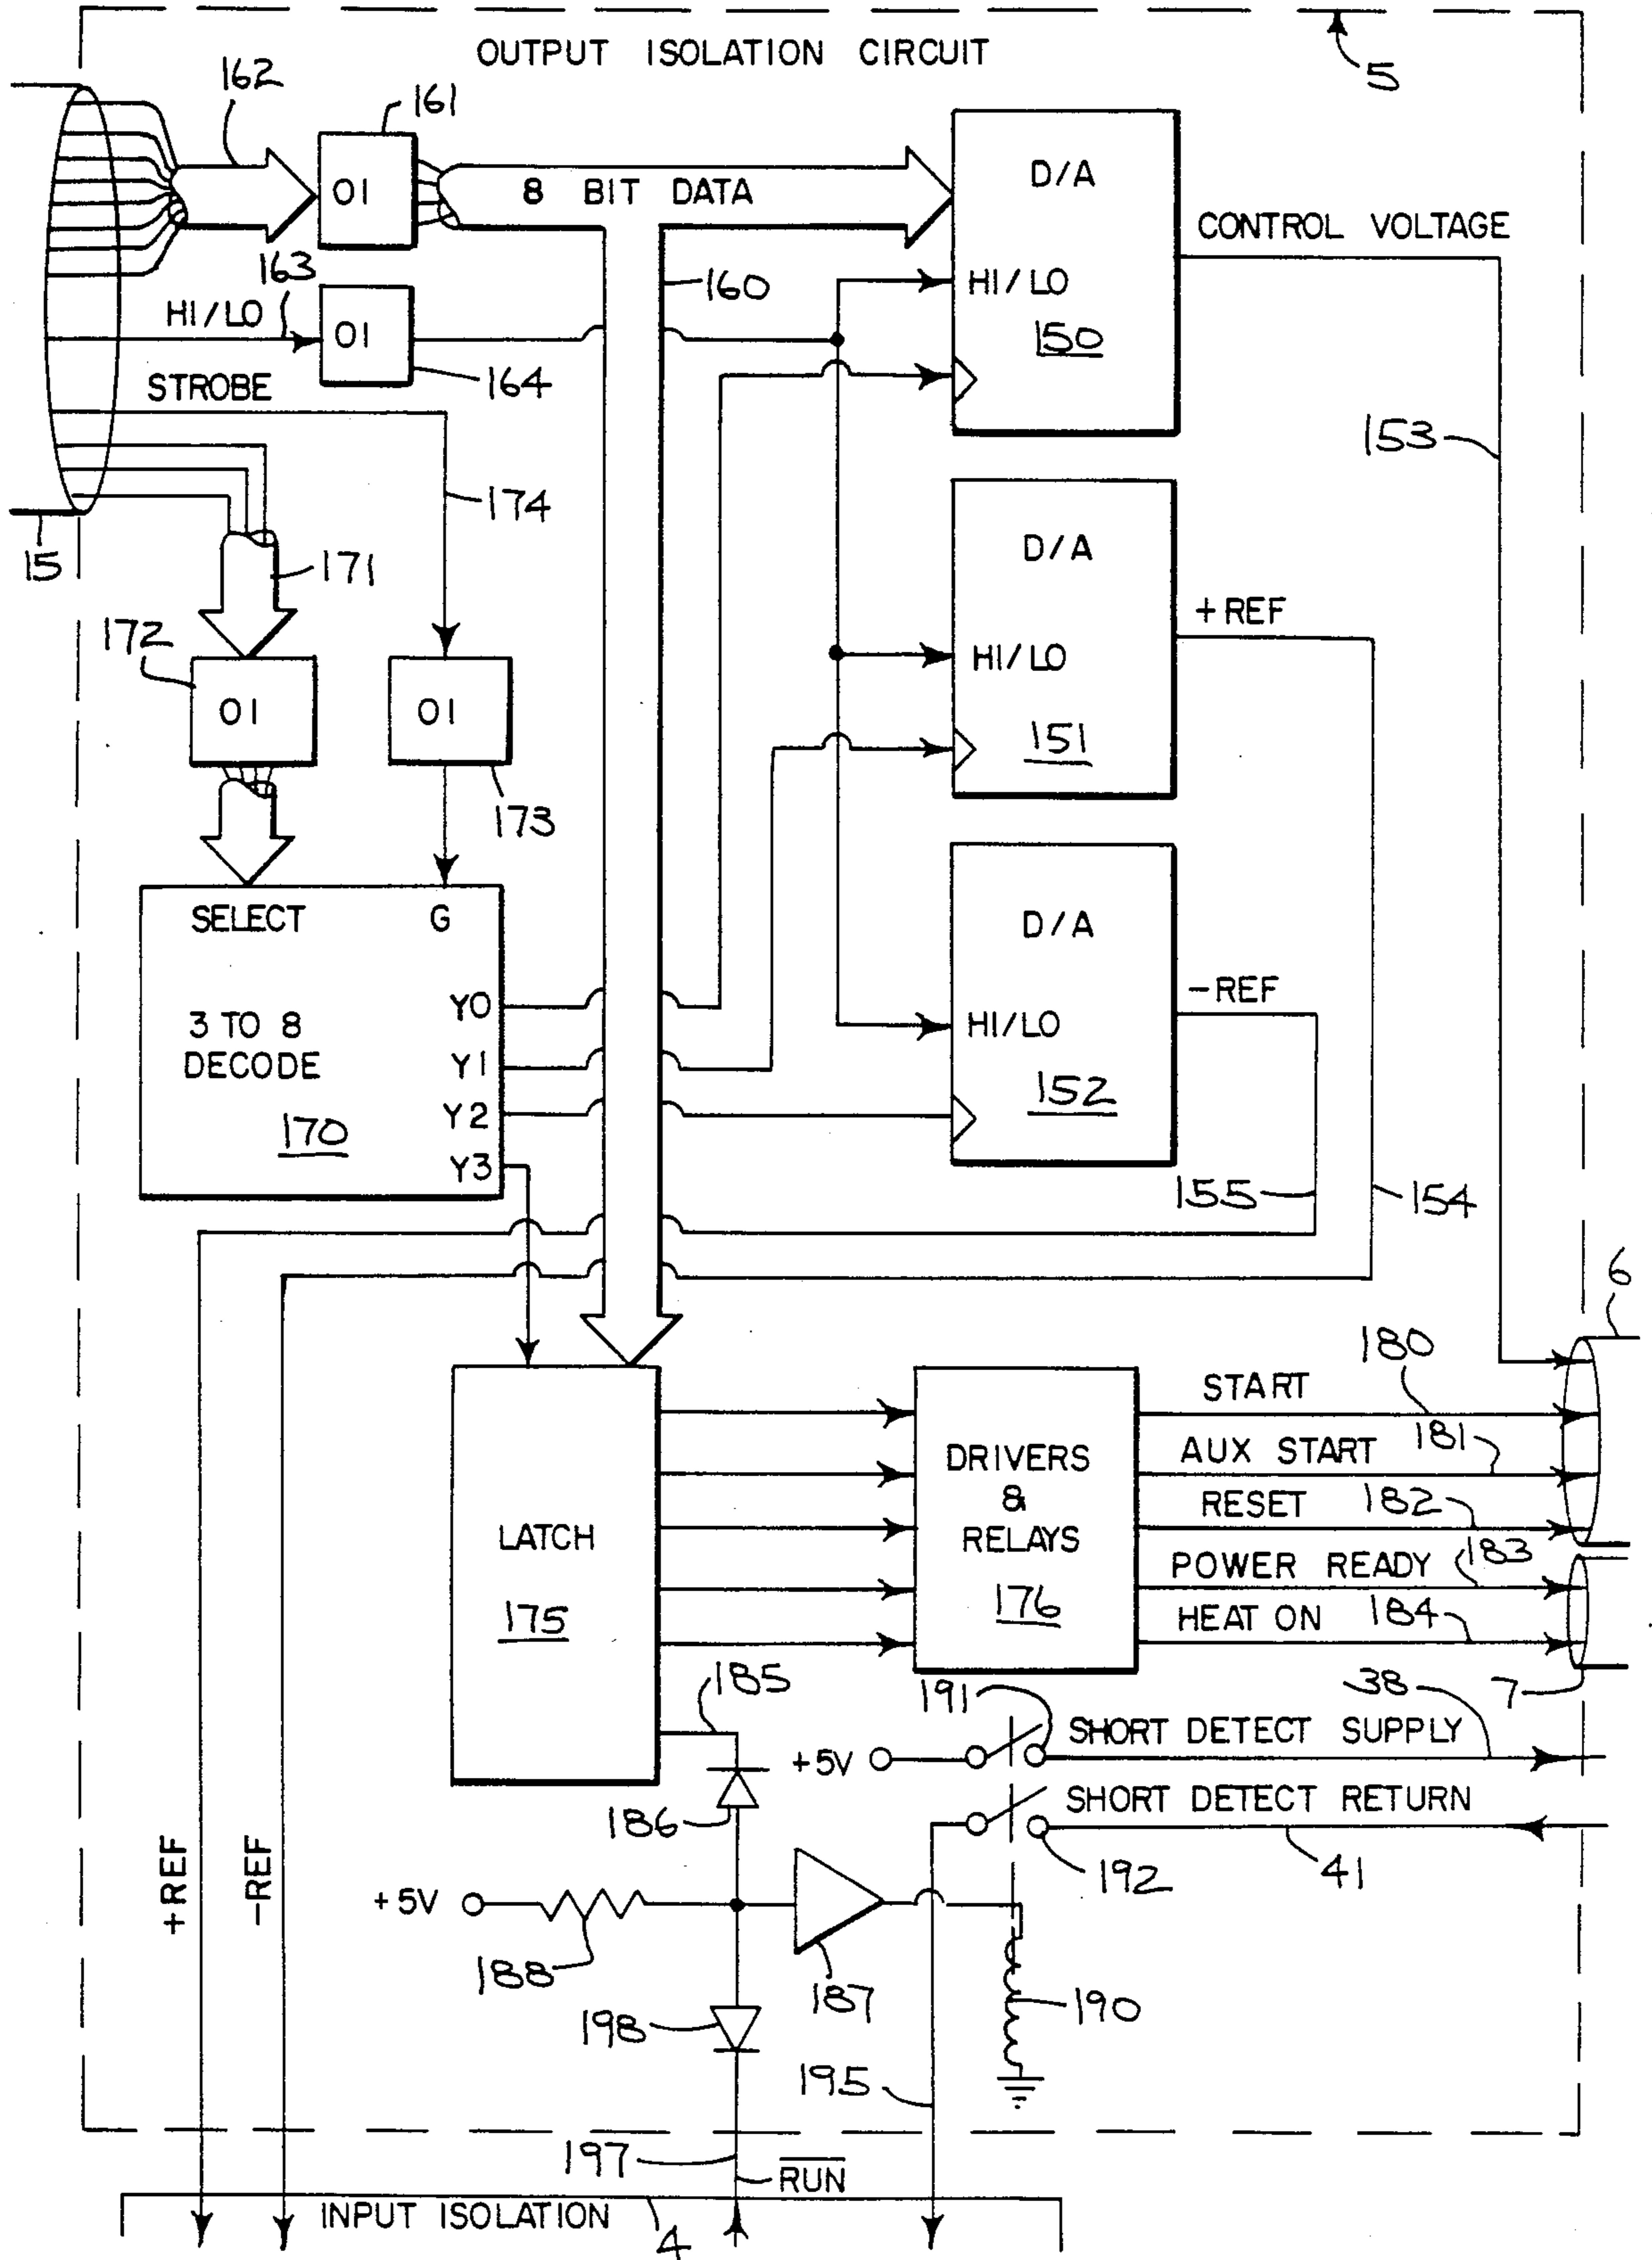 OUTPUT ISOLATION CIRCUIT
5
162
161
OI
8 BIT DATA
D/A
CONTROL VOLTAGE
163
HI/LO
OI
164
160
HI/LO
150
STROBE
153
174
15
171
D/A
+REF
172
OI
OI
HI/LO
151
173
SELECT
G
D/A
-REF
Y0
3 TO 8
DECODE
HI/LO
Y1
152
Y2
170
Y3
155
154
6
180
START
181
AUX START
DRIVERS
&
RELAYS
RESET
182
LATCH
POWER READY
183
175
176
HEAT ON
184
185
191
38
7
+5V
SHORT DETECT SUPPLY
186
SHORT DETECT RETURN
192
41
+REF
-REF
+5V
188
187
190
198
195
197
RUN
INPUT ISOLATION
4